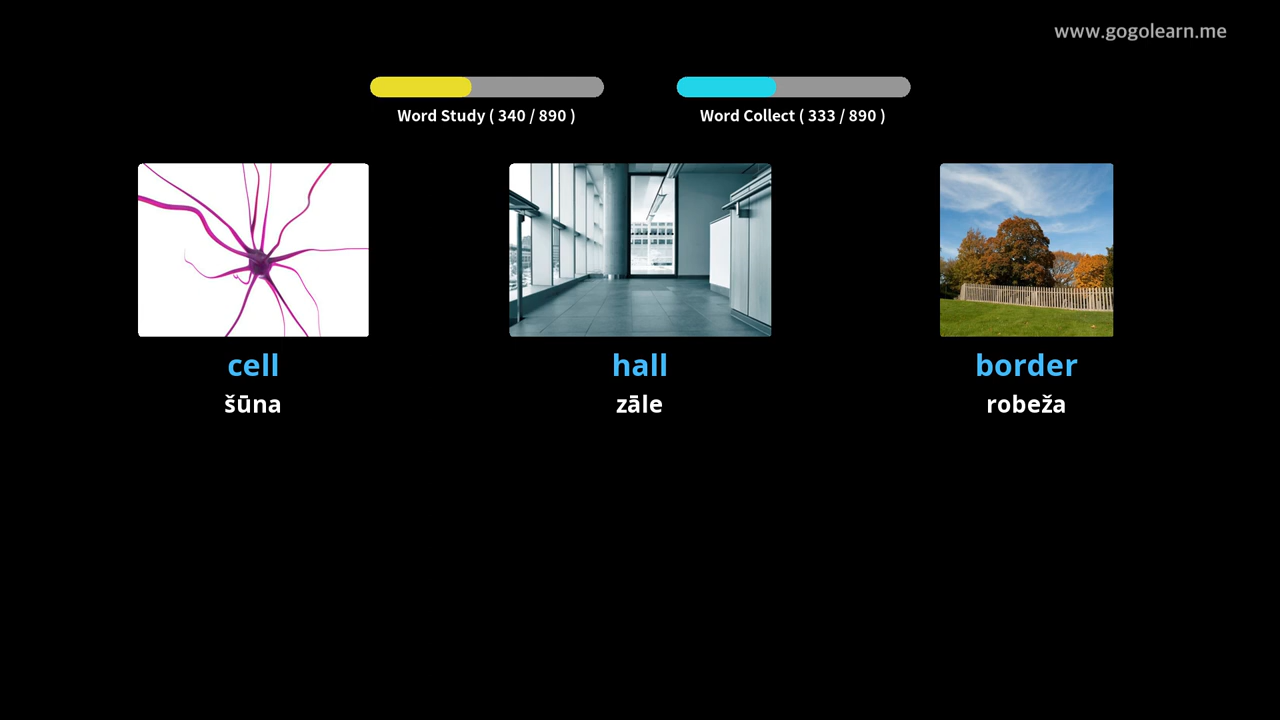 www.gogolearn.me
Word Study ( 340 / 890 )
Word Collect ( 333 / 890 )
cell
šūna
hall
zāle
border
robeža